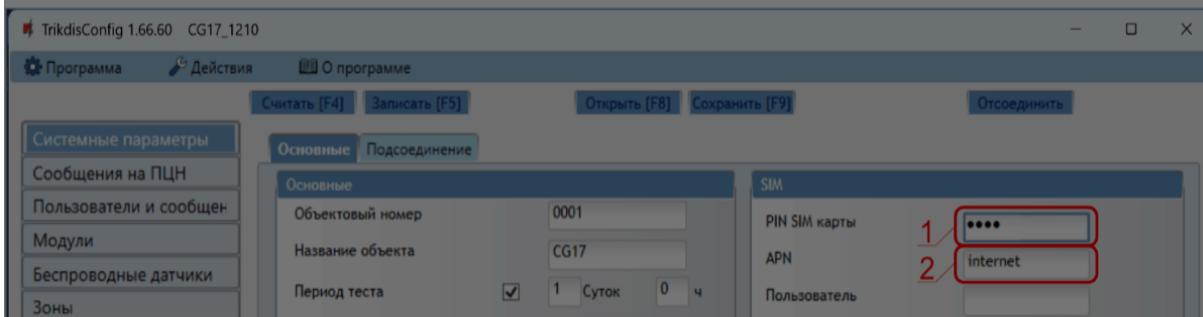 TrikdisConfig 1.66.60 CG17_1210
Программа Действия О программе
Считать [F4] Записать [F5] Открыть [F8] Сохранить [F9] Отсоединить
Системные параметры
Сообщения на ПЦН
Пользователи и сообщен
Модули
Беспроводные датчики
Зоны
Основные Подсоединение
Основные
Объектовый номер 0001
Название объекта CG17
Период теста 1 Суток 0 ч
SIM
PIN SIM карты 1 ••••
APN 2 internet
Пользователь